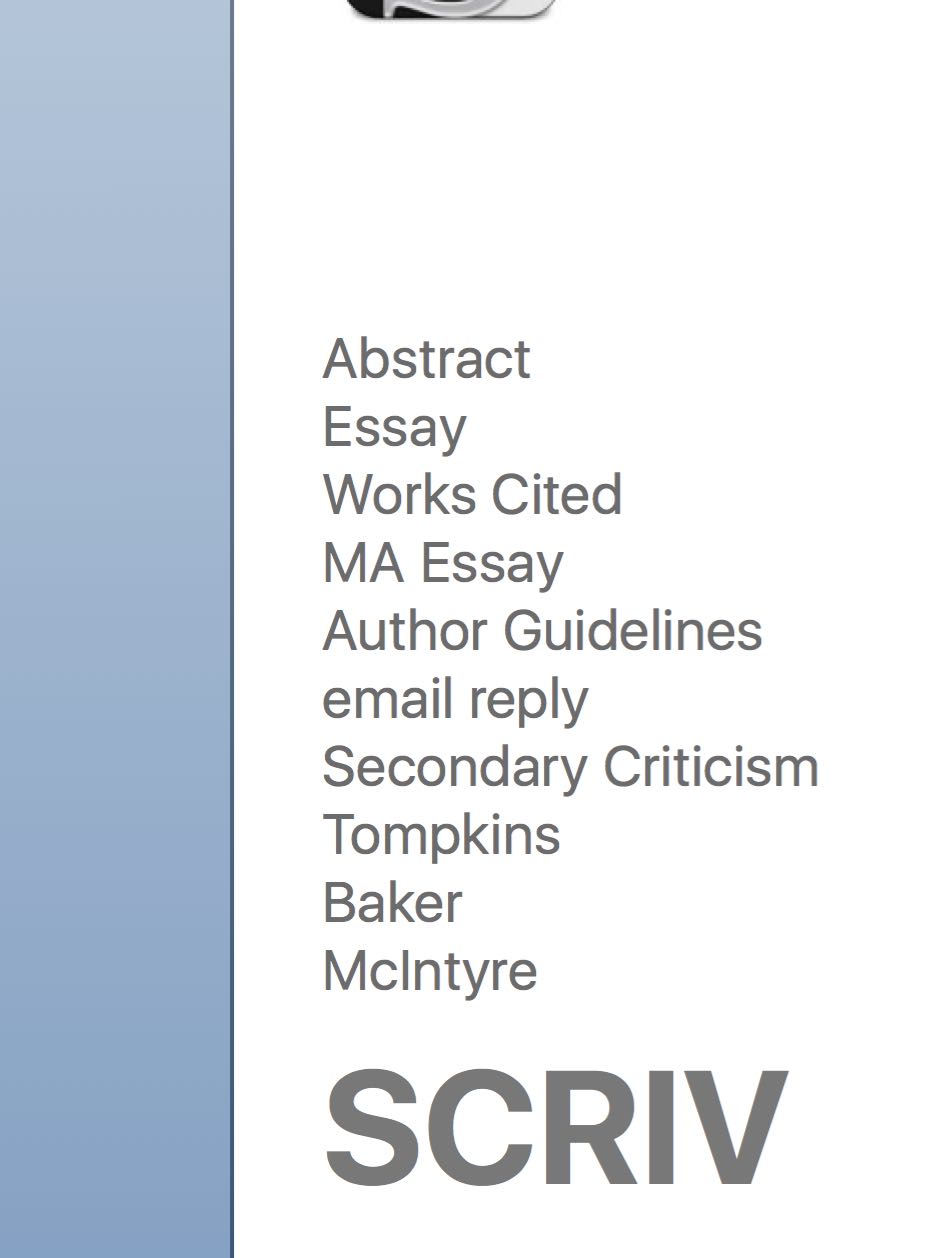 Abstract
Essay
Works Cited
MA Essay
Author Guidelines
email reply
Secondary Criticism
Tompkins
Baker
McIntyre
SCRIV